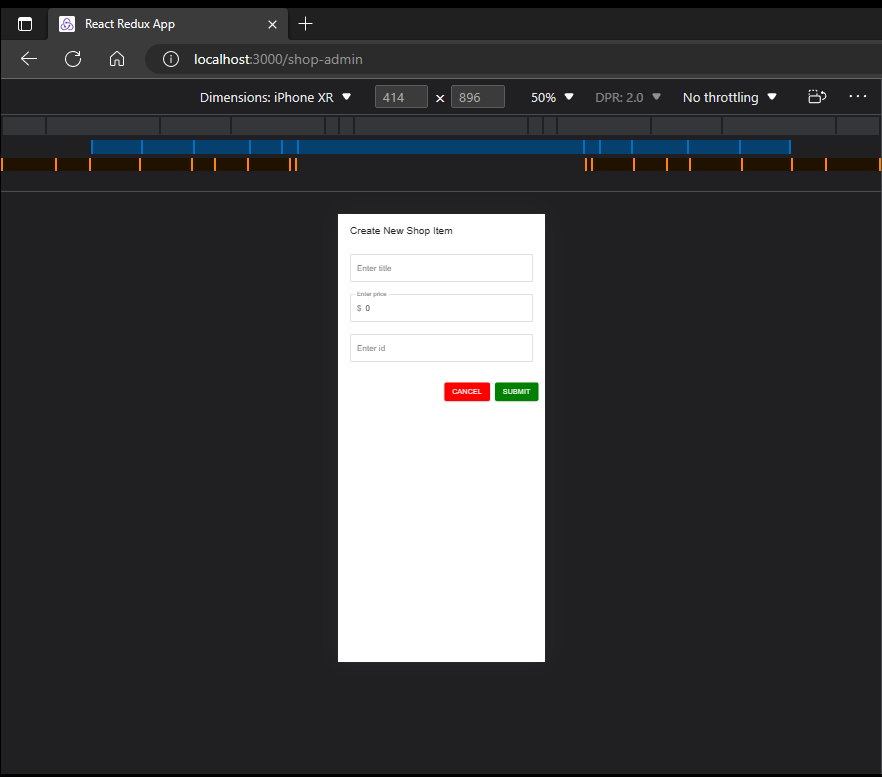 React Redux App
localhost:3000/shop-admin
Dimensions: iPhone XR 414 × 896 50% DPR: 2.0 No throttling
Create New Shop Item
Enter title
Enter price
$ 0
Enter id
CANCEL SUBMIT